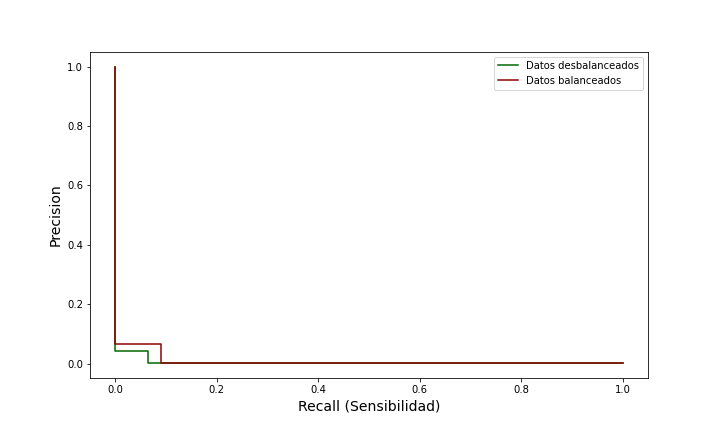 Datos desbalanceados
Datos balanceados
1.0
0.8
0.6
0.4
0.2
0.0
Precision
0.0 0.2 0.4 0.6 0.8 1.0
Recall (Sensibilidad)